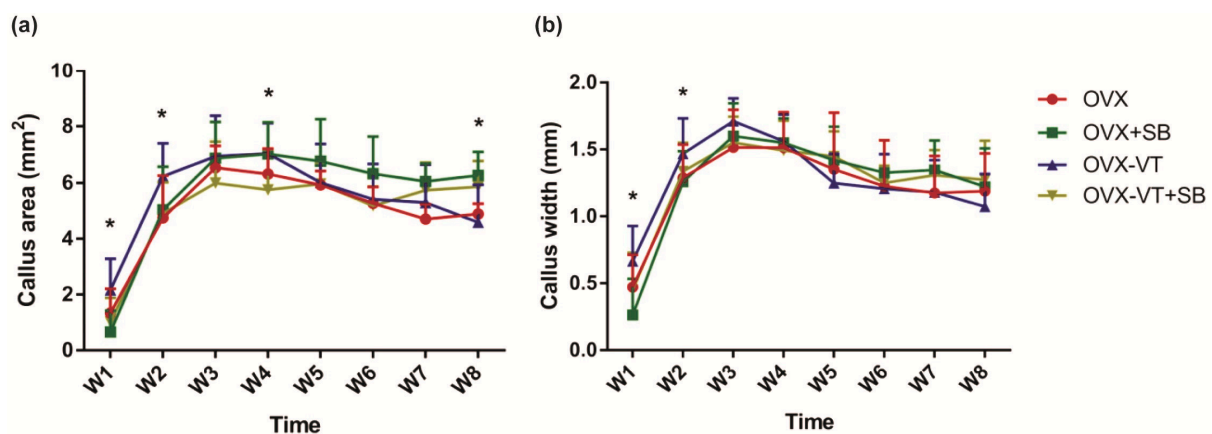 (a)
Callus area (mm²)
10
8
6
4
2
0
* * * *
W1 W2 W3 W4 W5 W6 W7 W8
Time
(b)
Callus width (mm)
2.0
1.5
1.0
0.5
0.0
* *
W1 W2 W3 W4 W5 W6 W7 W8
Time
OVX
OVX+SB
OVX-VT
OVX-VT+SB